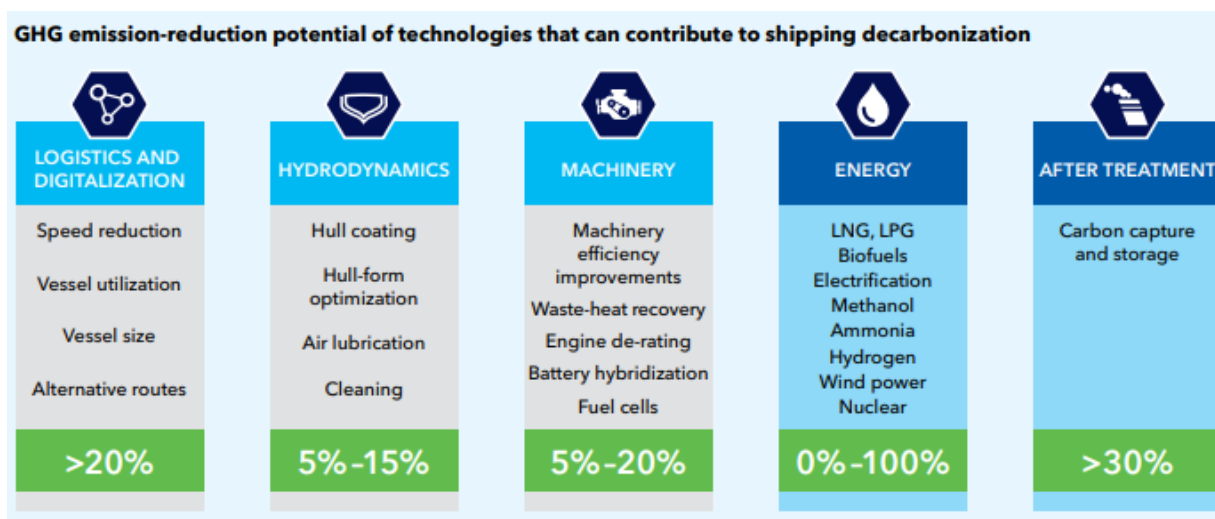 GHG emission-reduction potential of technologies that can contribute to shipping decarbonization
LOGISTICS AND
DIGITALIZATION
Speed reduction
Vessel utilization
Vessel size
Alternative routes
>20%
HYDRODYNAMICS
Hull coating
Hull-form
optimization
Air lubrication
Cleaning
5%–15%
MACHINERY
Machinery
efficiency
improvements
Waste-heat recovery
Engine de-rating
Battery hybridization
Fuel cells
5%–20%
ENERGY
LNG, LPG
Biofuels
Electrification
Methanol
Ammonia
Hydrogen
Wind power
Nuclear
0%–100%
AFTER TREATMENT
Carbon capture
and storage
>30%